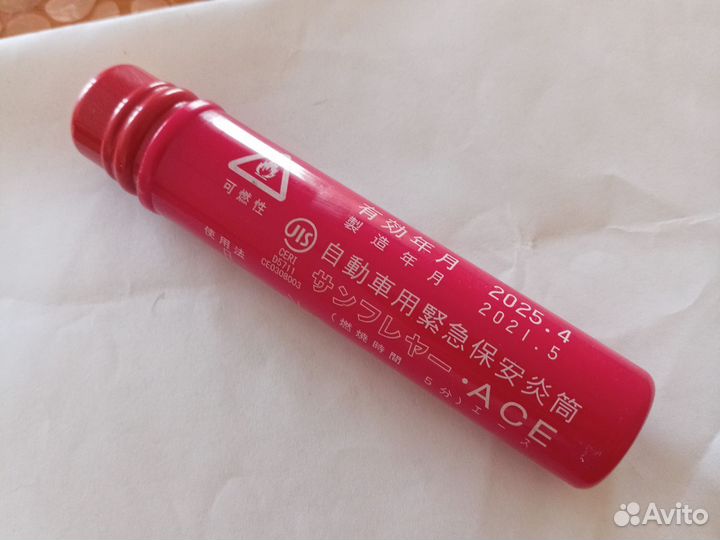 可燃性
有効年月 2025.4
製造年月 2021.5
JIS
CERI
D5711
CE0308003
自動車用緊急保安炎筒
サンフレヤー・ACE
(燃焼時間 5分)エース
使用法
Avito